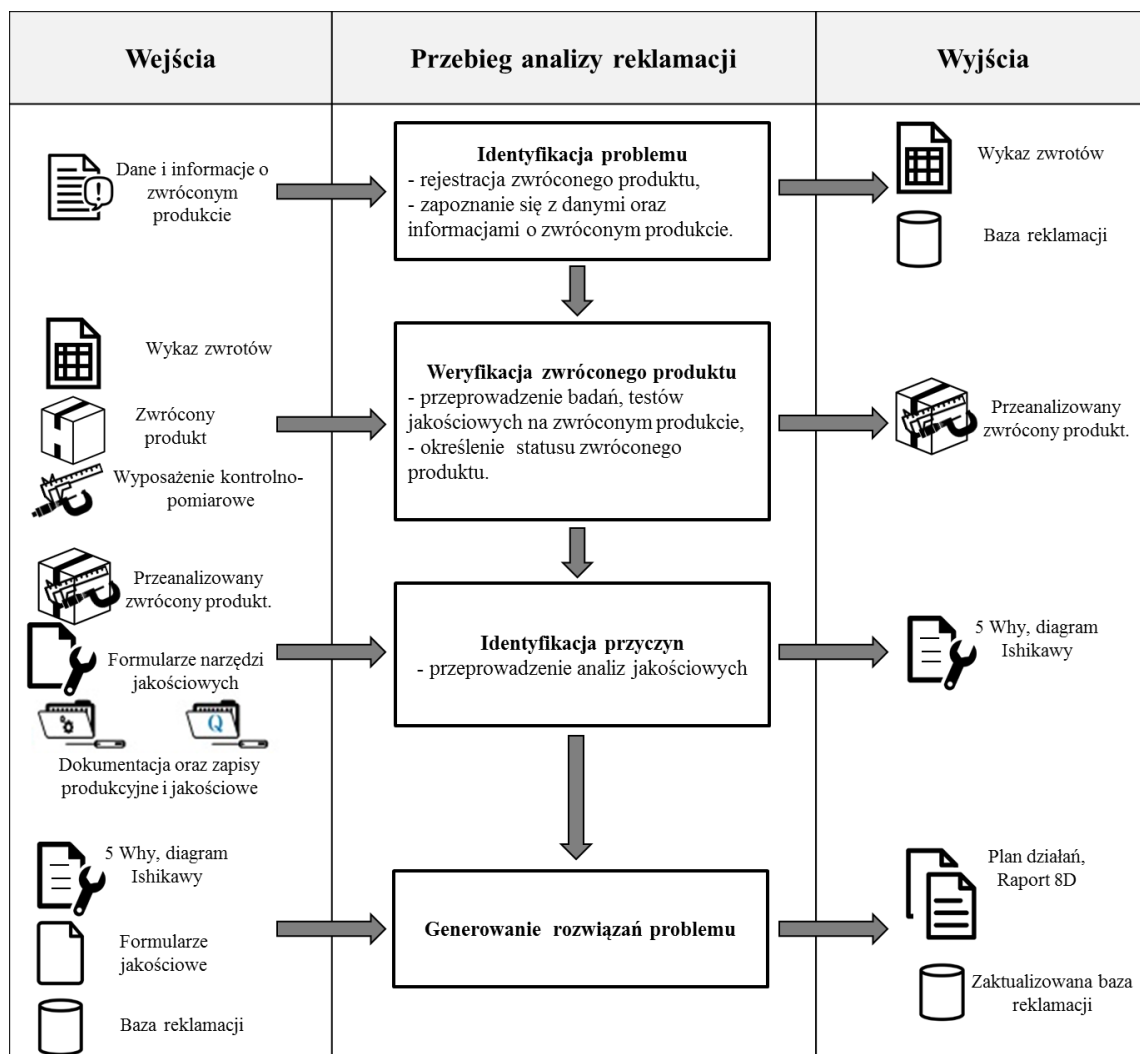 Wejścia
Przebieg analizy reklamacji
Wyjścia
Dane i informacje o
zwróconym
produkcie
Identyfikacja problemu
- rejestracja zwróconego produktu,
- zapoznanie się z danymi oraz
informacjami o zwróconym produkcie.
Wykaz zwrotów
Baza reklamacji
Wykaz zwrotów
Zwrócony
produkt
Wyposażenie kontrolno-
pomiarowe
Weryfikacja zwróconego produktu
- przeprowadzenie badań, testów
jakościowych na zwróconym produkcie,
- określenie statusu zwróconego
produktu.
Przeanalizowany
zwrócony produkt.
Przeanalizowany
zwrócony produkt.
Formularze narzędzi
jakościowych
Q
Dokumentacja oraz zapisy
produkcyjne i jakościowe
Identyfikacja przyczyn
- przeprowadzenie analiz jakościowych
5 Why, diagram
Ishikawy
5 Why, diagram
Ishikawy
Formularze
jakościowe
Baza reklamacji
Generowanie rozwiązań problemu
Plan działań,
Raport 8D
Zaktualizowana baza
reklamacji